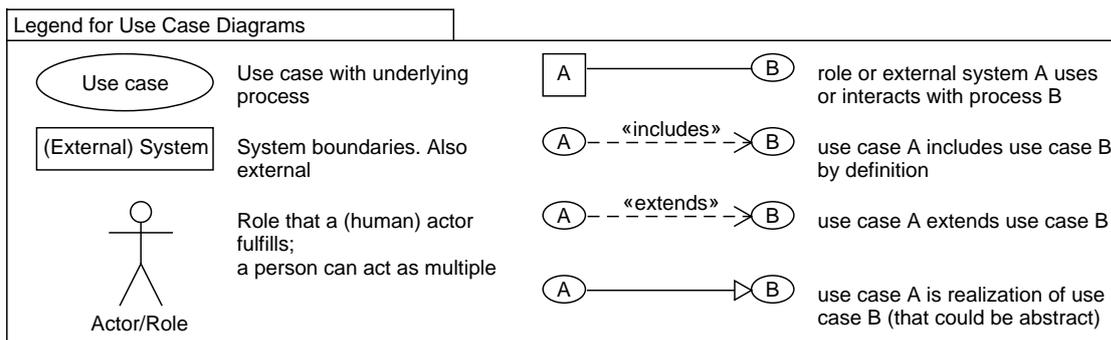 Legend for Use Case Diagrams
Use case
Use case with underlying
process
(External) System
System boundaries. Also
external
Role that a (human) actor
fulfills;
a person can act as multiple
Actor/Role
A
B
role or external system A uses
or interacts with process B
A
«includes»
B
use case A includes use case B
by definition
A
«extends»
B
use case A extends use case B
A
B
use case A is realization of use
case B (that could be abstract)